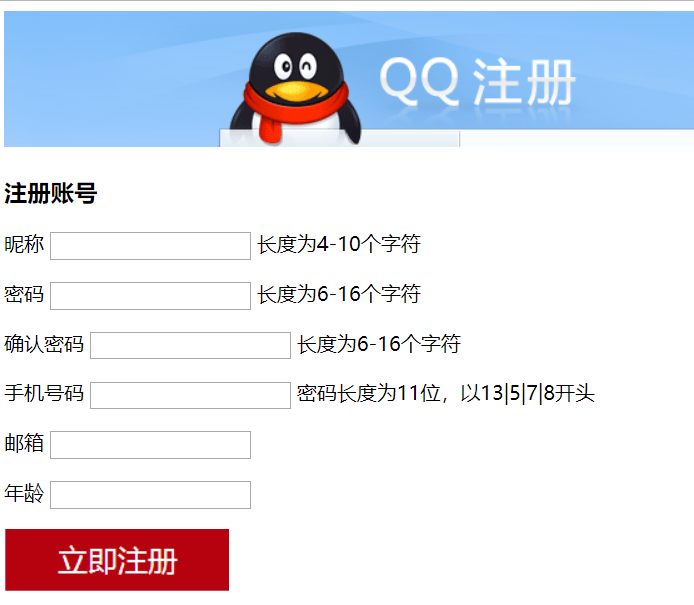 QQ 注册
注册账号
昵称 长度为4-10个字符
密码 长度为6-16个字符
确认密码 长度为6-16个字符
手机号码 密码长度为11位，以13|5|7|8开头
邮箱
年龄
立即注册